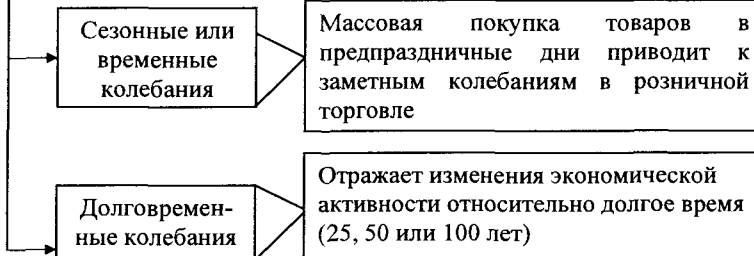 Сезонные или
временные
колебания
Массовая покупка товаров в
предпраздничные дни приводит к
заметным колебаниям в розничной
торговле
Долговремен-
ные колебания
Отражает изменения экономической
активности относительно долгое время
(25, 50 или 100 лет)